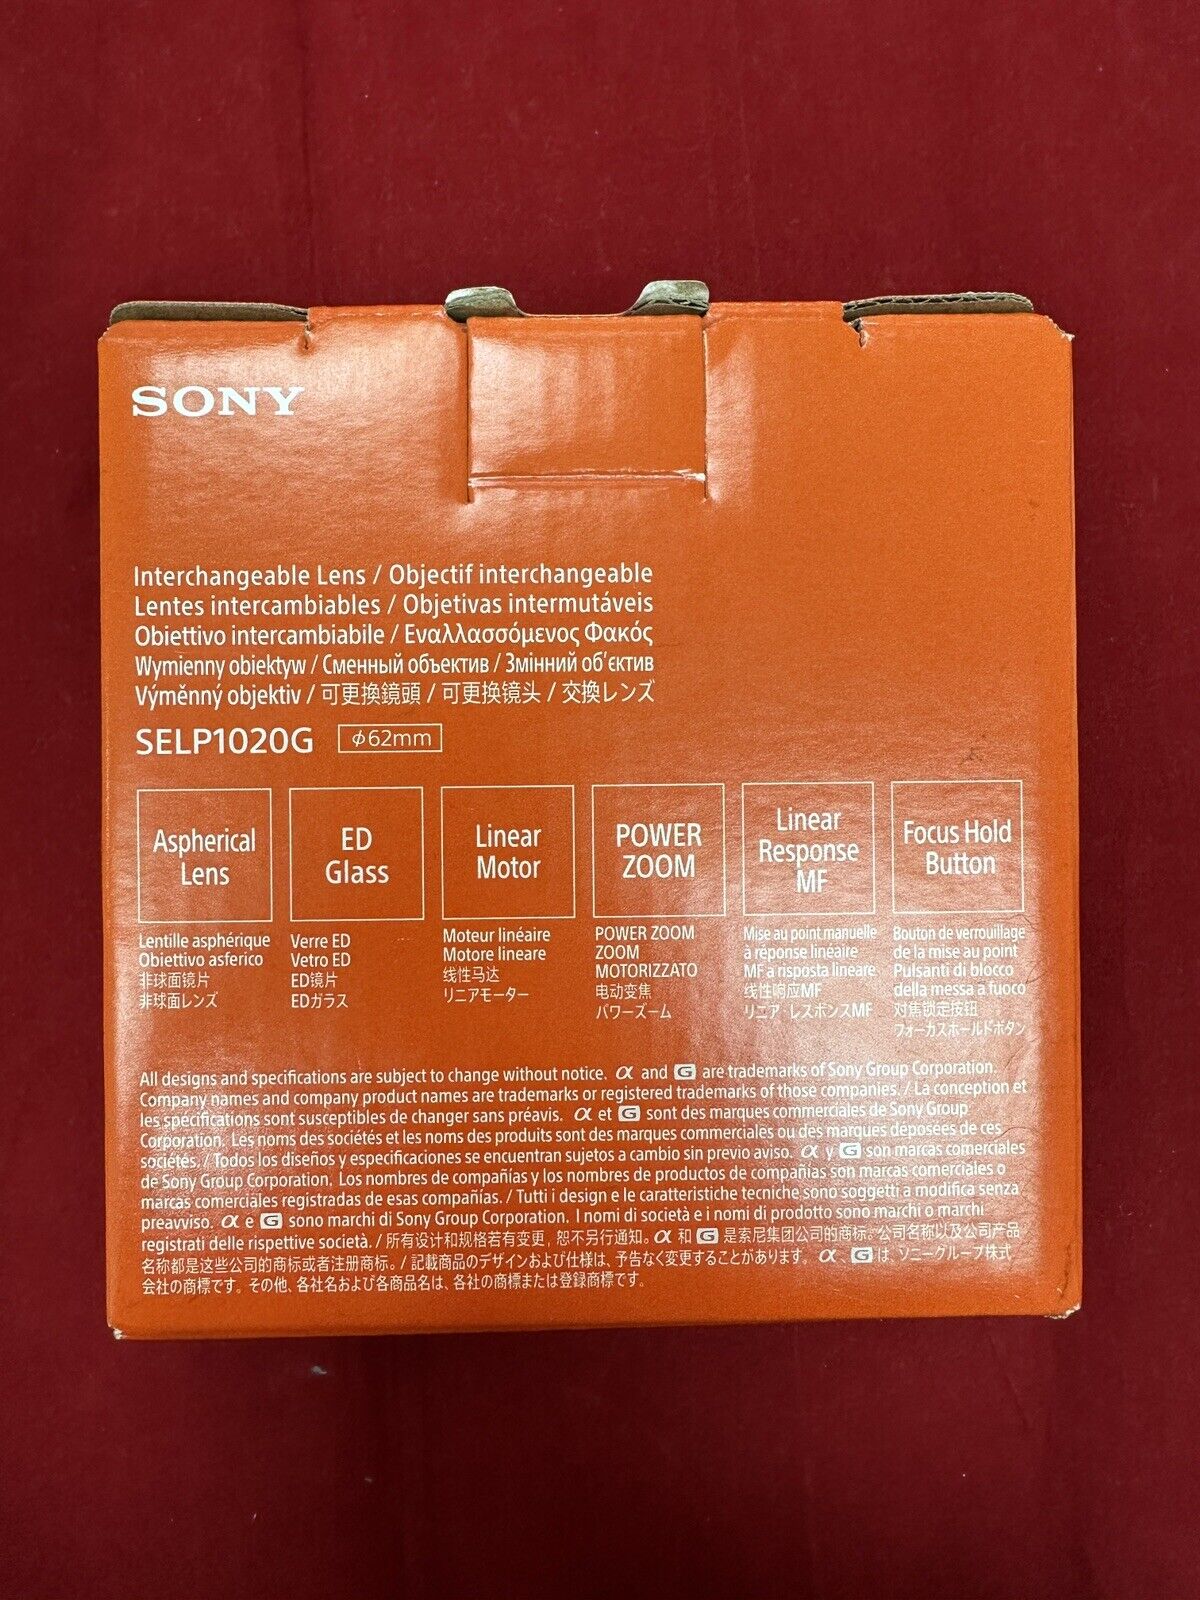 SONY
Interchangeable Lens / Objectif interchangeable
Lentes intercambiables / Objetivas intermutáveis
Obiettivo intercambiabile / Εναλλασσόμενος Φακός
Wymienny obiektyw / Сменный объектив / Змінний об'єктив
Výměnný objektiv / 可更換鏡頭 / 可更换镜头 / 交換レンズ
SELP1020G ϕ62mm
Aspherical
Lens
Lentille asphérique
Obiettivo asferico
非球面镜片
非球面レンズ
ED
Glass
Verre ED
Vetro ED
ED镜片
EDガラス
Linear
Motor
Moteur linéaire
Motore lineare
线性马达
リニアモーター
POWER
ZOOM
POWER ZOOM
ZOOM
MOTORIZZATO
电动变焦
パワーズーム
Linear
Response
MF
Mise au point manuelle
à réponse linéaire
MF a risposta lineare
线性响应MF
リニア・レスポンスMF
Focus Hold
Button
Bouton de verrouillage
de la mise au point
Pulsanti di blocco
della messa a fuoco
对焦锁定按钮
フォーカスホールドボタン
All designs and specifications are subject to change without notice. α and G are trademarks of Sony Group Corporation.
Company names and company product names are trademarks or registered trademarks of those companies. / La conception et
les spécifications sont susceptibles de changer sans préavis. α et G sont des marques commerciales de Sony Group
Corporation. Les noms des sociétés et les noms des produits sont des marques commerciales ou des marques déposées de ces
sociétés. / Todos los diseños y especificaciones se encuentran sujetos a cambio sin previo aviso. α y G son marcas comerciales
de Sony Group Corporation. Los nombres de compañías y los nombres de productos de compañías son marcas comerciales o
marcas comerciales registradas de esas compañías. / Tutti i design e le caratteristiche tecniche sono soggetti a modifica senza
preavviso. α e G sono marchi di Sony Group Corporation. I nomi di società e i nomi di prodotto sono marchi o marchi
registrati delle rispettive società. / 所有设计和规格若有变更，恕不另行通知。α 和 G 是索尼集团公司的商标。公司名称以及公司产品
名称都是这些公司的商标或者注册商标。/ 記載商品のデザインおよび仕様は、予告なく変更することがあります。 α、G は、ソニーグループ株式
会社の商標です。その他、各社名および各商品名は、各社の商標または登録商標です。